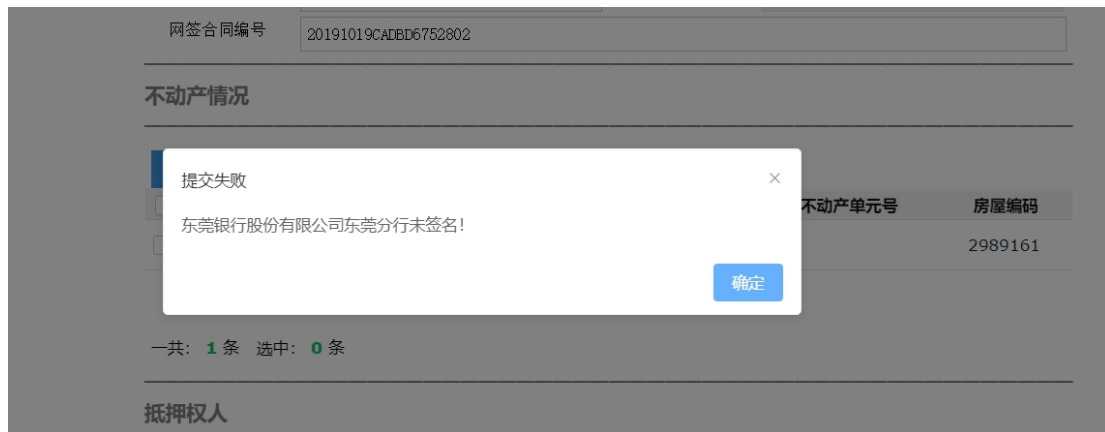 网签合同编号 20191019CADBD6752802
不动产情况
提交失败
东莞银行股份有限公司东莞分行未签名！
确定
不动产单元号 房屋编码
2989161
一共： 1 条 选中： 0 条
抵押权人